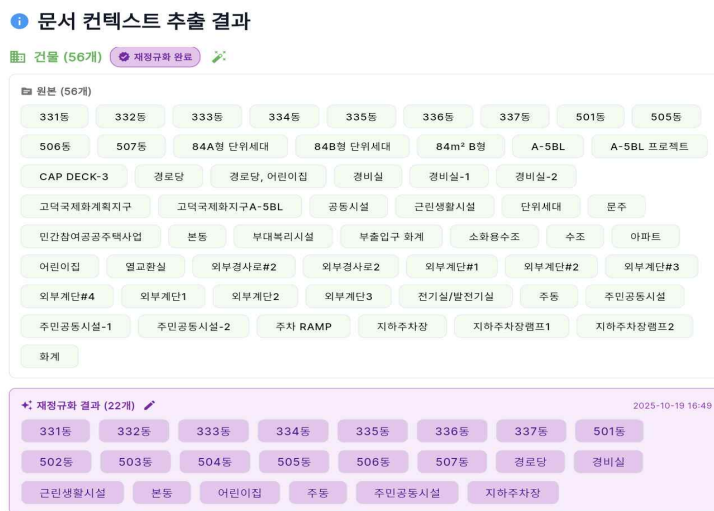 문서 컨텍스트 추출 결과
건물 (56개) 재정규화 완료
원본 (56개)
331동 332동 333동 334동 335동 336동 337동 501동 505동
506동 507동 84A형 단위세대 84B형 단위세대 84m² B형 A-5BL A-5BL 프로젝트
CAP DECK-3 경로당 경로당, 어린이집 경비실 경비실-1 경비실-2
고덕국제화계획지구 고덕국제화지구A-5BL 공동시설 근린생활시설 단위세대 문주
민간참여공공주택사업 본동 부대복리시설 부출입구 화계 소화용수조 수조 아파트
어린이집 열교환실 외부경사로#2 외부경사로2 외부계단#1 외부계단#2 외부계단#3
외부계단#4 외부계단1 외부계단2 외부계단3 전기실/발전기실 주동 주민공동시설
주민공동시설-1 주민공동시설-2 주차 RAMP 지하주차장 지하주차장램프1 지하주차장램프2
화계
재정규화 결과 (22개) 2025-10-19 16:49
331동 332동 333동 334동 335동 336동 337동 501동
502동 503동 504동 505동 506동 507동 경로당 경비실
근린생활시설 본동 어린이집 주동 주민공동시설 지하주차장